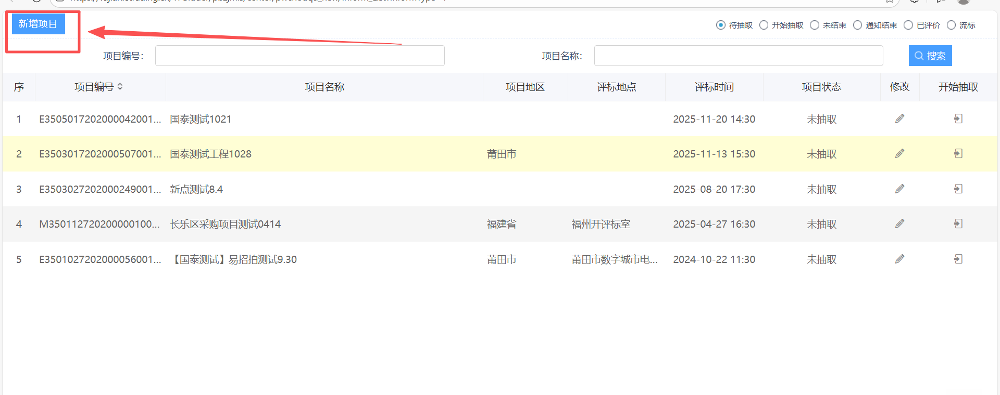 新增项目
待抽取 开始抽取 未结束 通知结束 已评价 流标
项目编号： 项目名称： 搜索
序 项目编号 项目名称 项目地区 评标地点 评标时间 项目状态 修改 开始抽取
1 E3505017202000042001... 国泰测试1021 2025-11-20 14:30 未抽取
2 E3503017202000507001... 国泰测试工程1028 莆田市 2025-11-13 15:30 未抽取
3 E3503027202000249001... 新点测试8.4 2025-08-20 17:30 未抽取
4 M350112720200000100... 长乐区采购项目测试0414 福建省 福州开评标室 2025-04-27 16:30 未抽取
5 E3501027202000056001... 【国泰测试】易招拍测试9.30 莆田市 莆田市数字城市电... 2024-10-22 11:30 未抽取